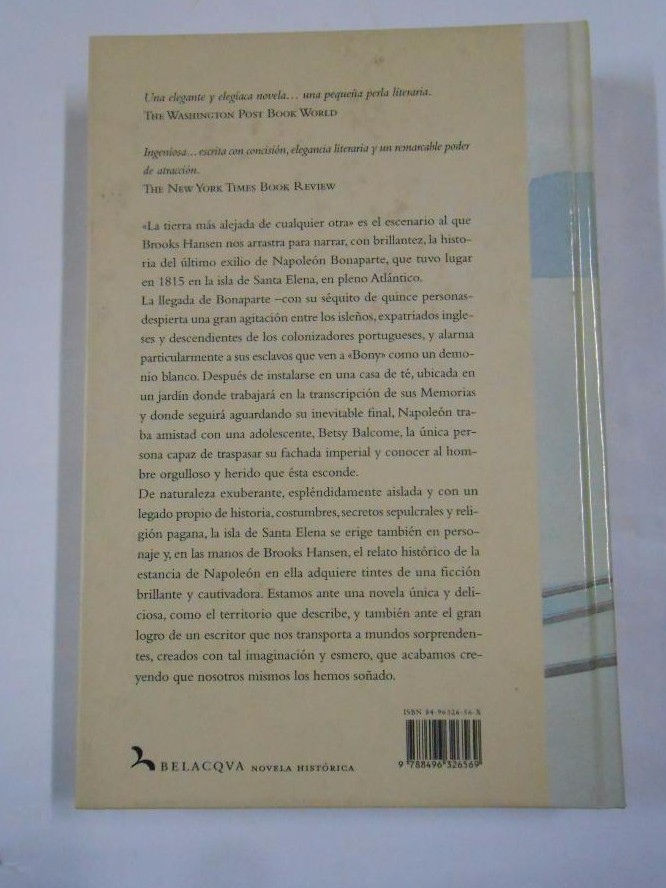 Una elegante y elegíaca novela… una pequeña perla literaria.
THE WASHINGTON POST BOOK WORLD
Ingeniosa… escrita con concisión, elegancia literaria y un remarcable poder
de atracción.
THE NEW YORK TIMES BOOK REVIEW
«La tierra más alejada de cualquier otra» es el escenario al que
Brooks Hansen nos arrastra para narrar, con brillantez, la histo-
ria del último exilio de Napoleón Bonaparte, que tuvo lugar
en 1815 en la isla de Santa Elena, en pleno Atlántico.
La llegada de Bonaparte –con su séquito de quince personas-
despierta una gran agitación entre los isleños, expatriados ingle-
ses y descendientes de los colonizadores portugueses, y alarma
particularmente a sus esclavos que ven a «Bony» como un demo-
nio blanco. Después de instalarse en una casa de té, ubicada en
un jardín donde trabajará en la transcripción de sus Memorias
y donde seguirá aguardando su inevitable final, Napoleón tra-
ba amistad con una adolescente, Betsy Balcome, la única per-
sona capaz de traspasar su fachada imperial y conocer al hom-
bre orgulloso y herido que ésta esconde.
De naturaleza exuberante, espléndidamente aislada y con un
legado propio de historia, costumbres, secretos sepulcrales y reli-
gión pagana, la isla de Santa Elena se erige también en perso-
naje y, en las manos de Brooks Hansen, el relato histórico de la
estancia de Napoleón en ella adquiere tintes de una ficción
brillante y cautivadora. Estamos ante una novela única y deli-
ciosa, como el territorio que describe, y también ante el gran
logro de un escritor que nos transporta a mundos sorprenden-
tes, creados con tal imaginación y esmero, que acabamos cre-
yendo que nosotros mismos los hemos soñado.
ISBN 84-96326-56-X
9 788496 326569
BELACQVA NOVELA HISTÓRICA